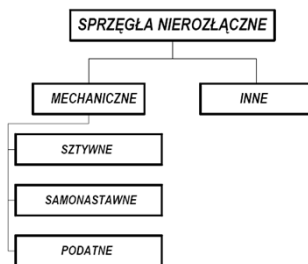 SPRZĘGŁA NIEROZŁĄCZNE
MECHANICZNE
INNE
SZTYWNE
SAMONASTAWNE
PODATNE